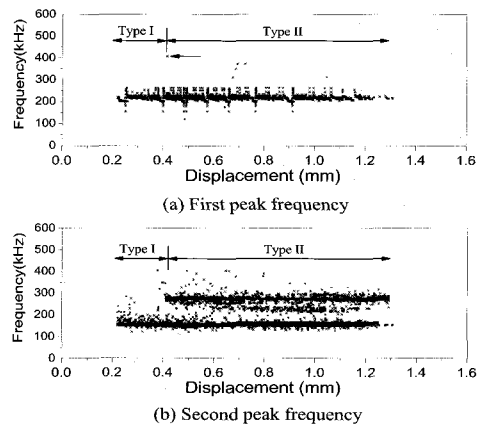 Type I Type II
600
500
400
300
200
100
0
Frequency(kHz)
0.0 0.2 0.4 0.6 0.8 1.0 1.2 1.4 1.6
Displacement (mm)
(a) First peak frequency
Type I Type II
600
500
400
300
200
100
0
Frequency(kHz)
0.0 0.2 0.4 0.6 0.8 1.0 1.2 1.4 1.6
Displacement (mm)
(b) Second peak frequency